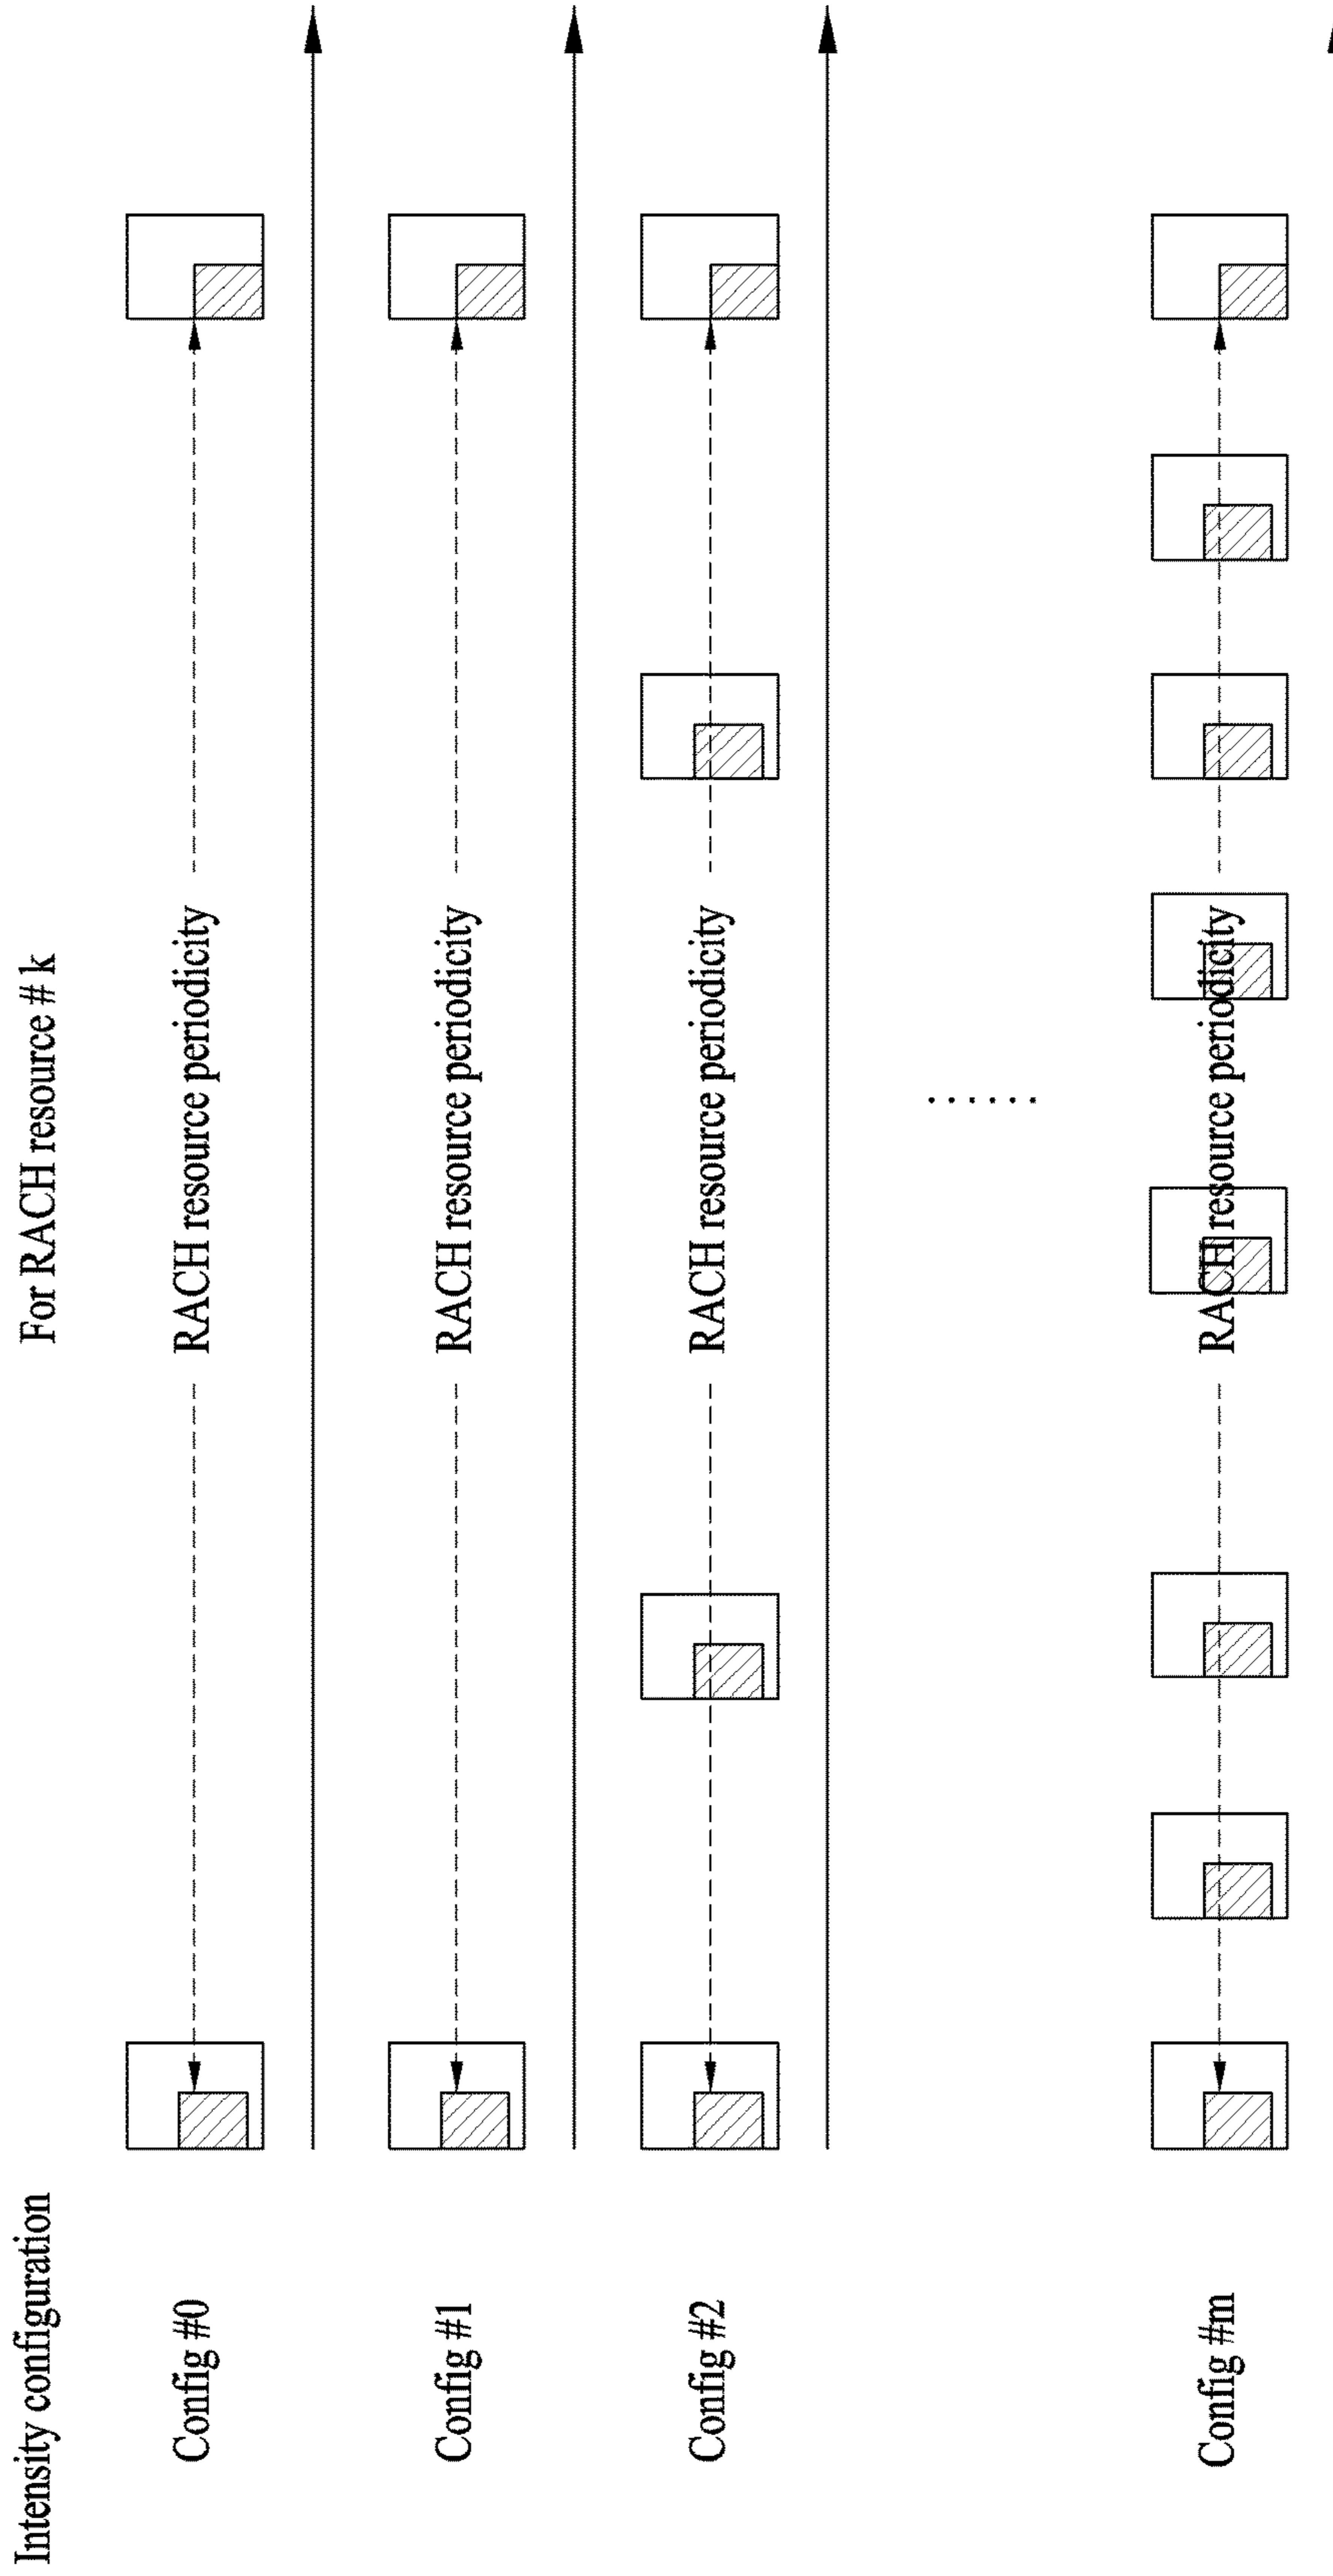 Intensity configuration
For RACH resource # k
Config #0
RACH resource periodicity
Config #1
RACH resource periodicity
Config #2
RACH resource periodicity
......
Config #m
RACH resource periodicity